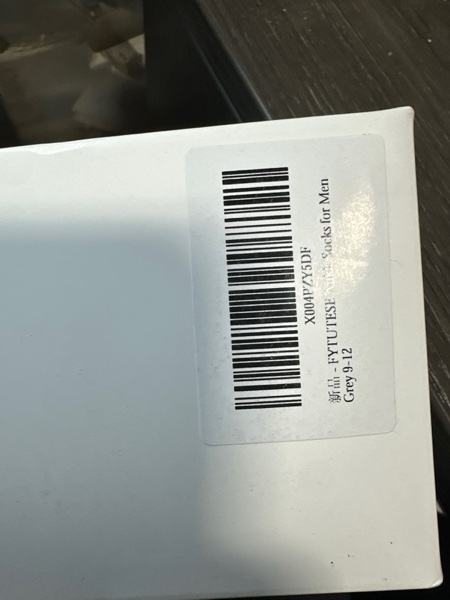 X004PZY5DF
新品 - FYTUTESE Socks for Men
Grey 9-12